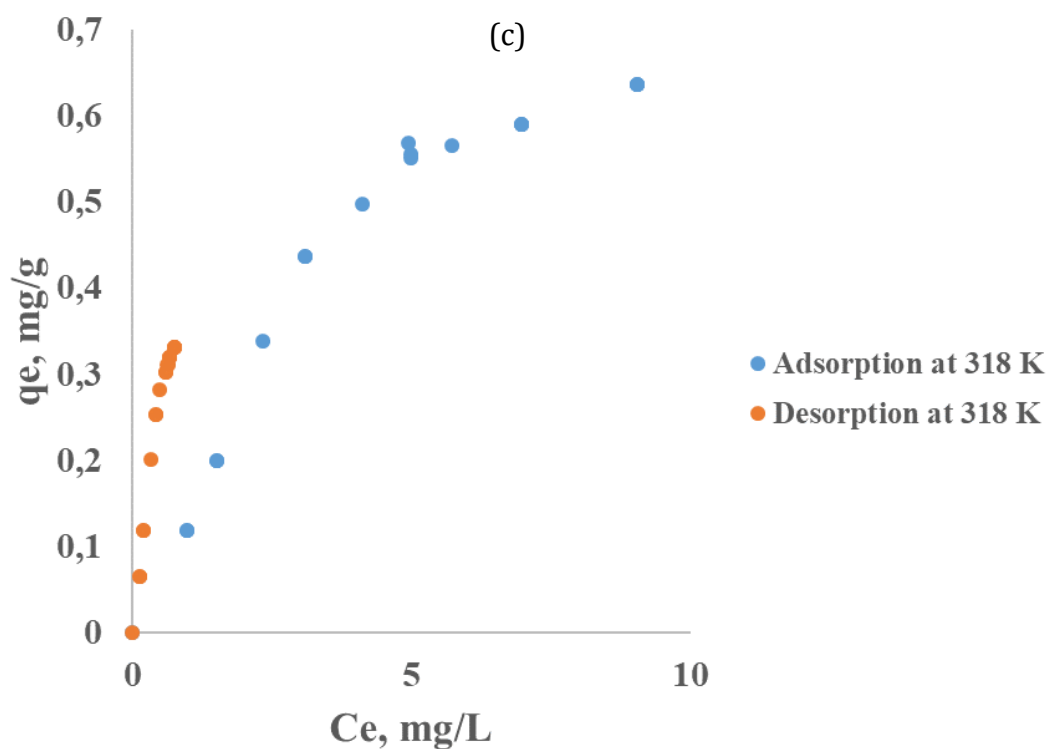 (c)
0,7
0,6
0,5
0,4
0,3
0,2
0,1
0
qe, mg/g
0
5
10
Ce, mg/L
Adsorption at 318 K
Desorption at 318 K